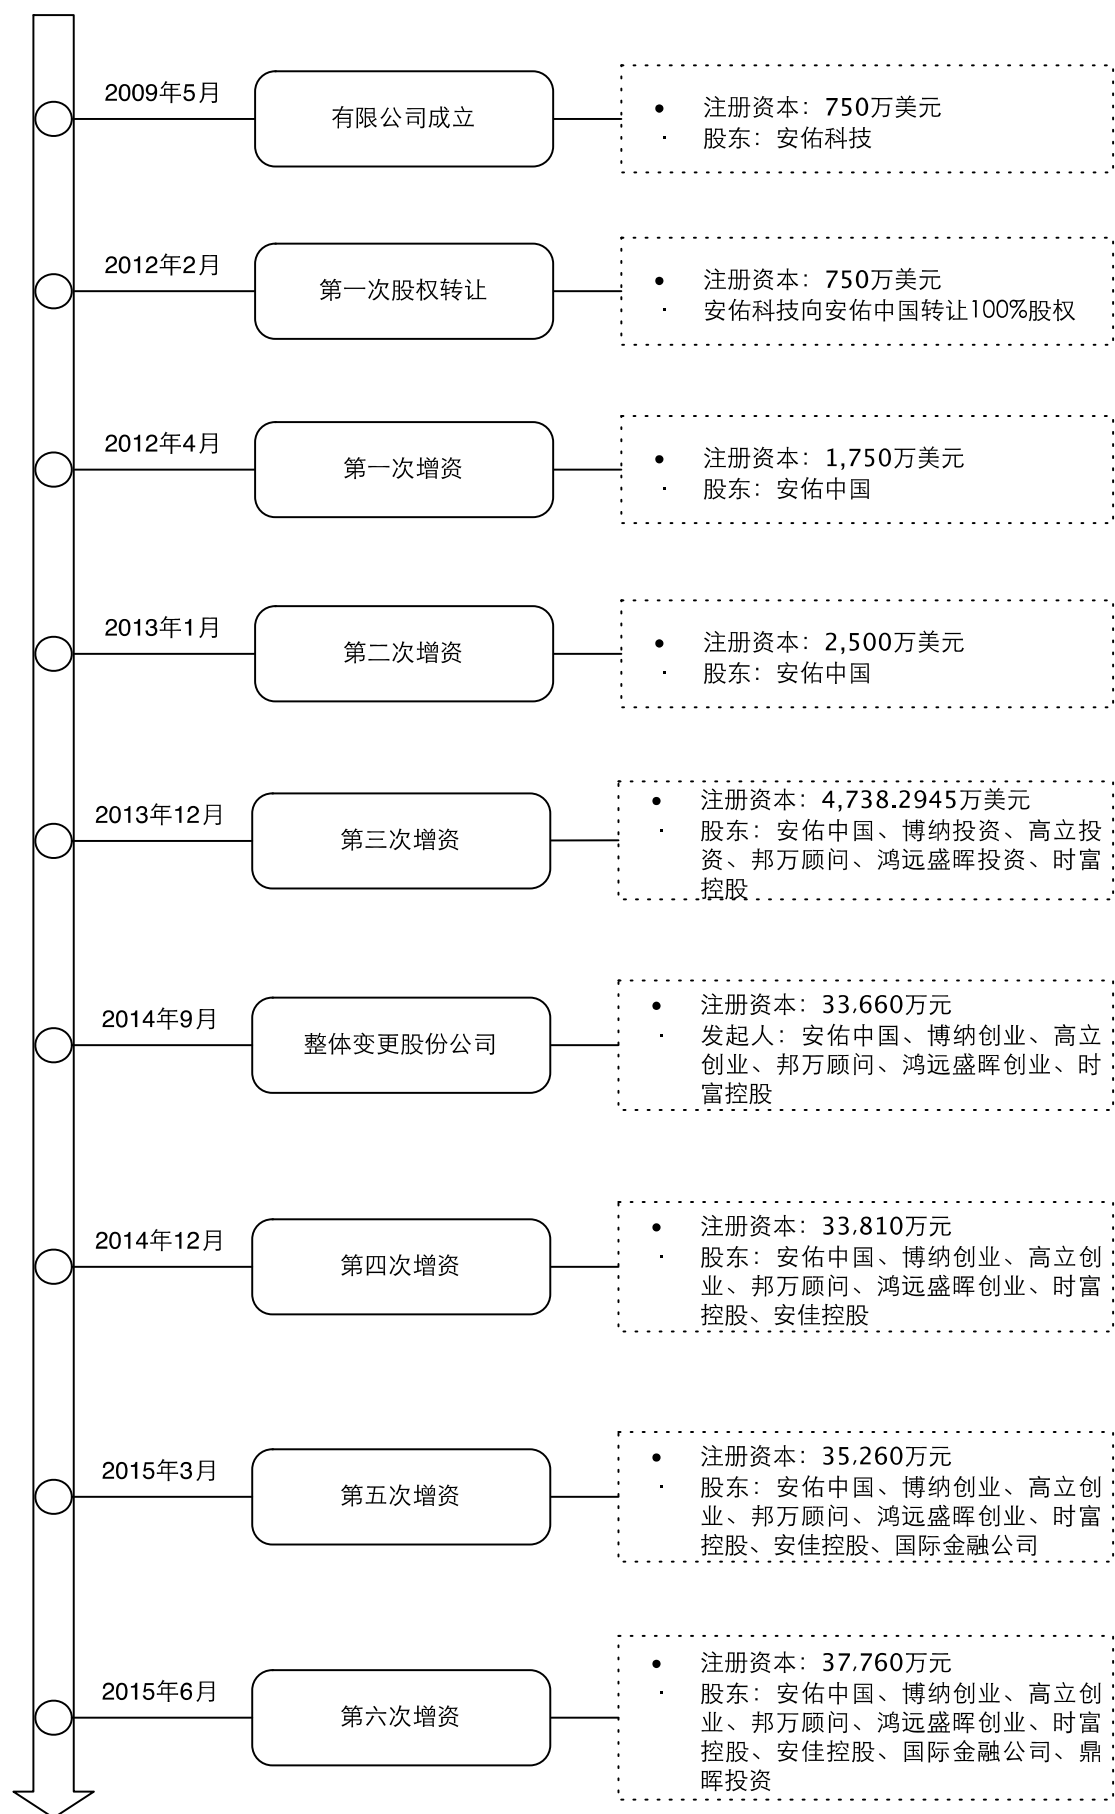 2009年5月
有限公司成立
• 注册资本：750万美元
· 股东：安佑科技
2012年2月
第一次股权转让
• 注册资本：750万美元
· 安佑科技向安佑中国转让100%股权
2012年4月
第一次增资
• 注册资本：1,750万美元
· 股东：安佑中国
2013年1月
第二次增资
• 注册资本：2,500万美元
· 股东：安佑中国
2013年12月
第三次增资
• 注册资本：4,738.2945万美元
· 股东：安佑中国、博纳投资、高立投
资、邦万顾问、鸿远盛晖投资、时富
控股
2014年9月
整体变更股份公司
• 注册资本：33,660万元
· 发起人：安佑中国、博纳创业、高立
创业、邦万顾问、鸿远盛晖创业、时
富控股
2014年12月
第四次增资
• 注册资本：33,810万元
· 股东：安佑中国、博纳创业、高立创
业、邦万顾问、鸿远盛晖创业、时富
控股、安佳控股
2015年3月
第五次增资
• 注册资本：35,260万元
· 股东：安佑中国、博纳创业、高立创
业、邦万顾问、鸿远盛晖创业、时富
控股、安佳控股、国际金融公司
2015年6月
第六次增资
• 注册资本：37,760万元
· 股东：安佑中国、博纳创业、高立创
业、邦万顾问、鸿远盛晖创业、时富
控股、安佳控股、国际金融公司、鼎
晖投资